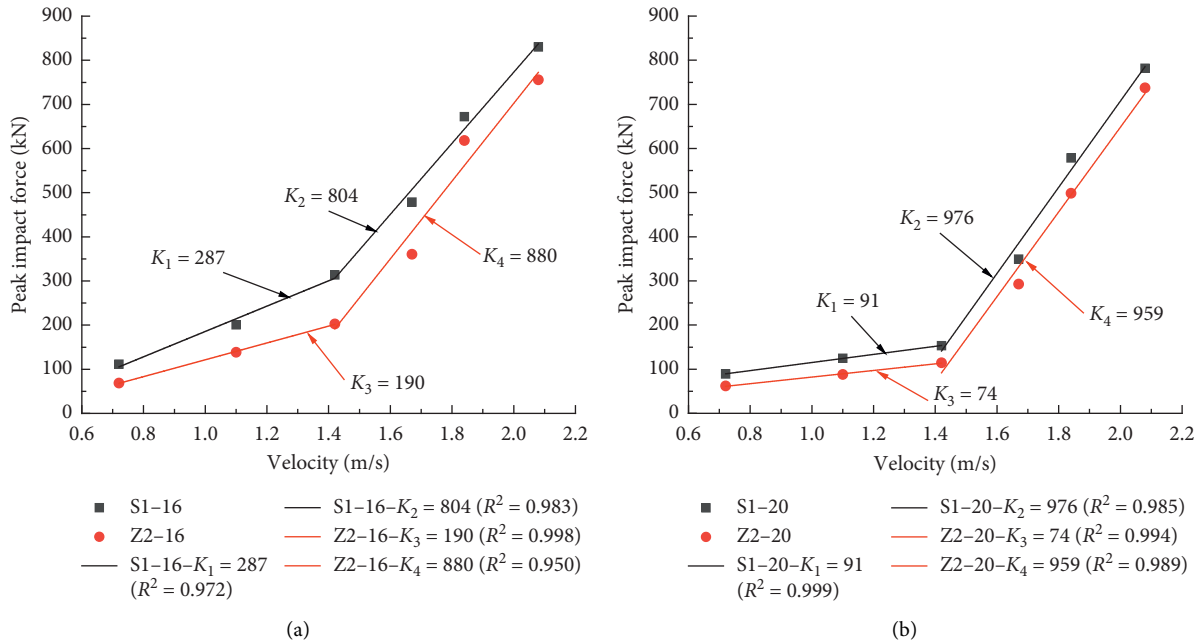 900
800
700
600
500
400
300
200
100
0
Peak impact force (kN)
K1 = 287
K2 = 804
K3 = 190
K4 = 880
0.6 0.8 1.0 1.2 1.4 1.6 1.8 2.0 2.2
Velocity (m/s)
S1–16
Z2–16
S1–16–K1 = 287
(R² = 0.972)
S1–16–K2 = 804 (R² = 0.983)
Z2–16–K3 = 190 (R² = 0.998)
Z2–16–K4 = 880 (R² = 0.950)
(a)
900
800
700
600
500
400
300
200
100
0
Peak impact force (kN)
K1 = 91
K2 = 976
K3 = 74
K4 = 959
0.6 0.8 1.0 1.2 1.4 1.6 1.8 2.0 2.2
Velocity (m/s)
S1–20
Z2–20
S1–20–K1 = 91
(R² = 0.999)
S1–20–K2 = 976 (R² = 0.985)
Z2–20–K3 = 74 (R² = 0.994)
Z2–20–K4 = 959 (R² = 0.989)
(b)